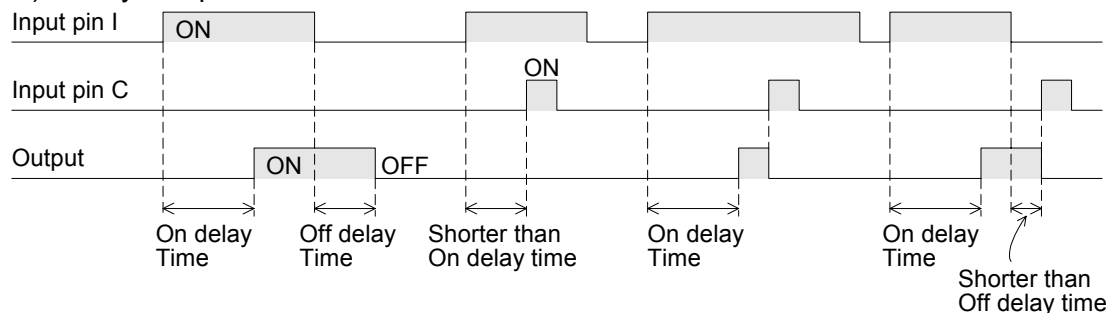 Input pin I
ON
ON
Input pin C
Output
ON
OFF
On delay Time
Off delay Time
Shorter than On delay time
On delay Time
On delay Time
Shorter than Off delay time